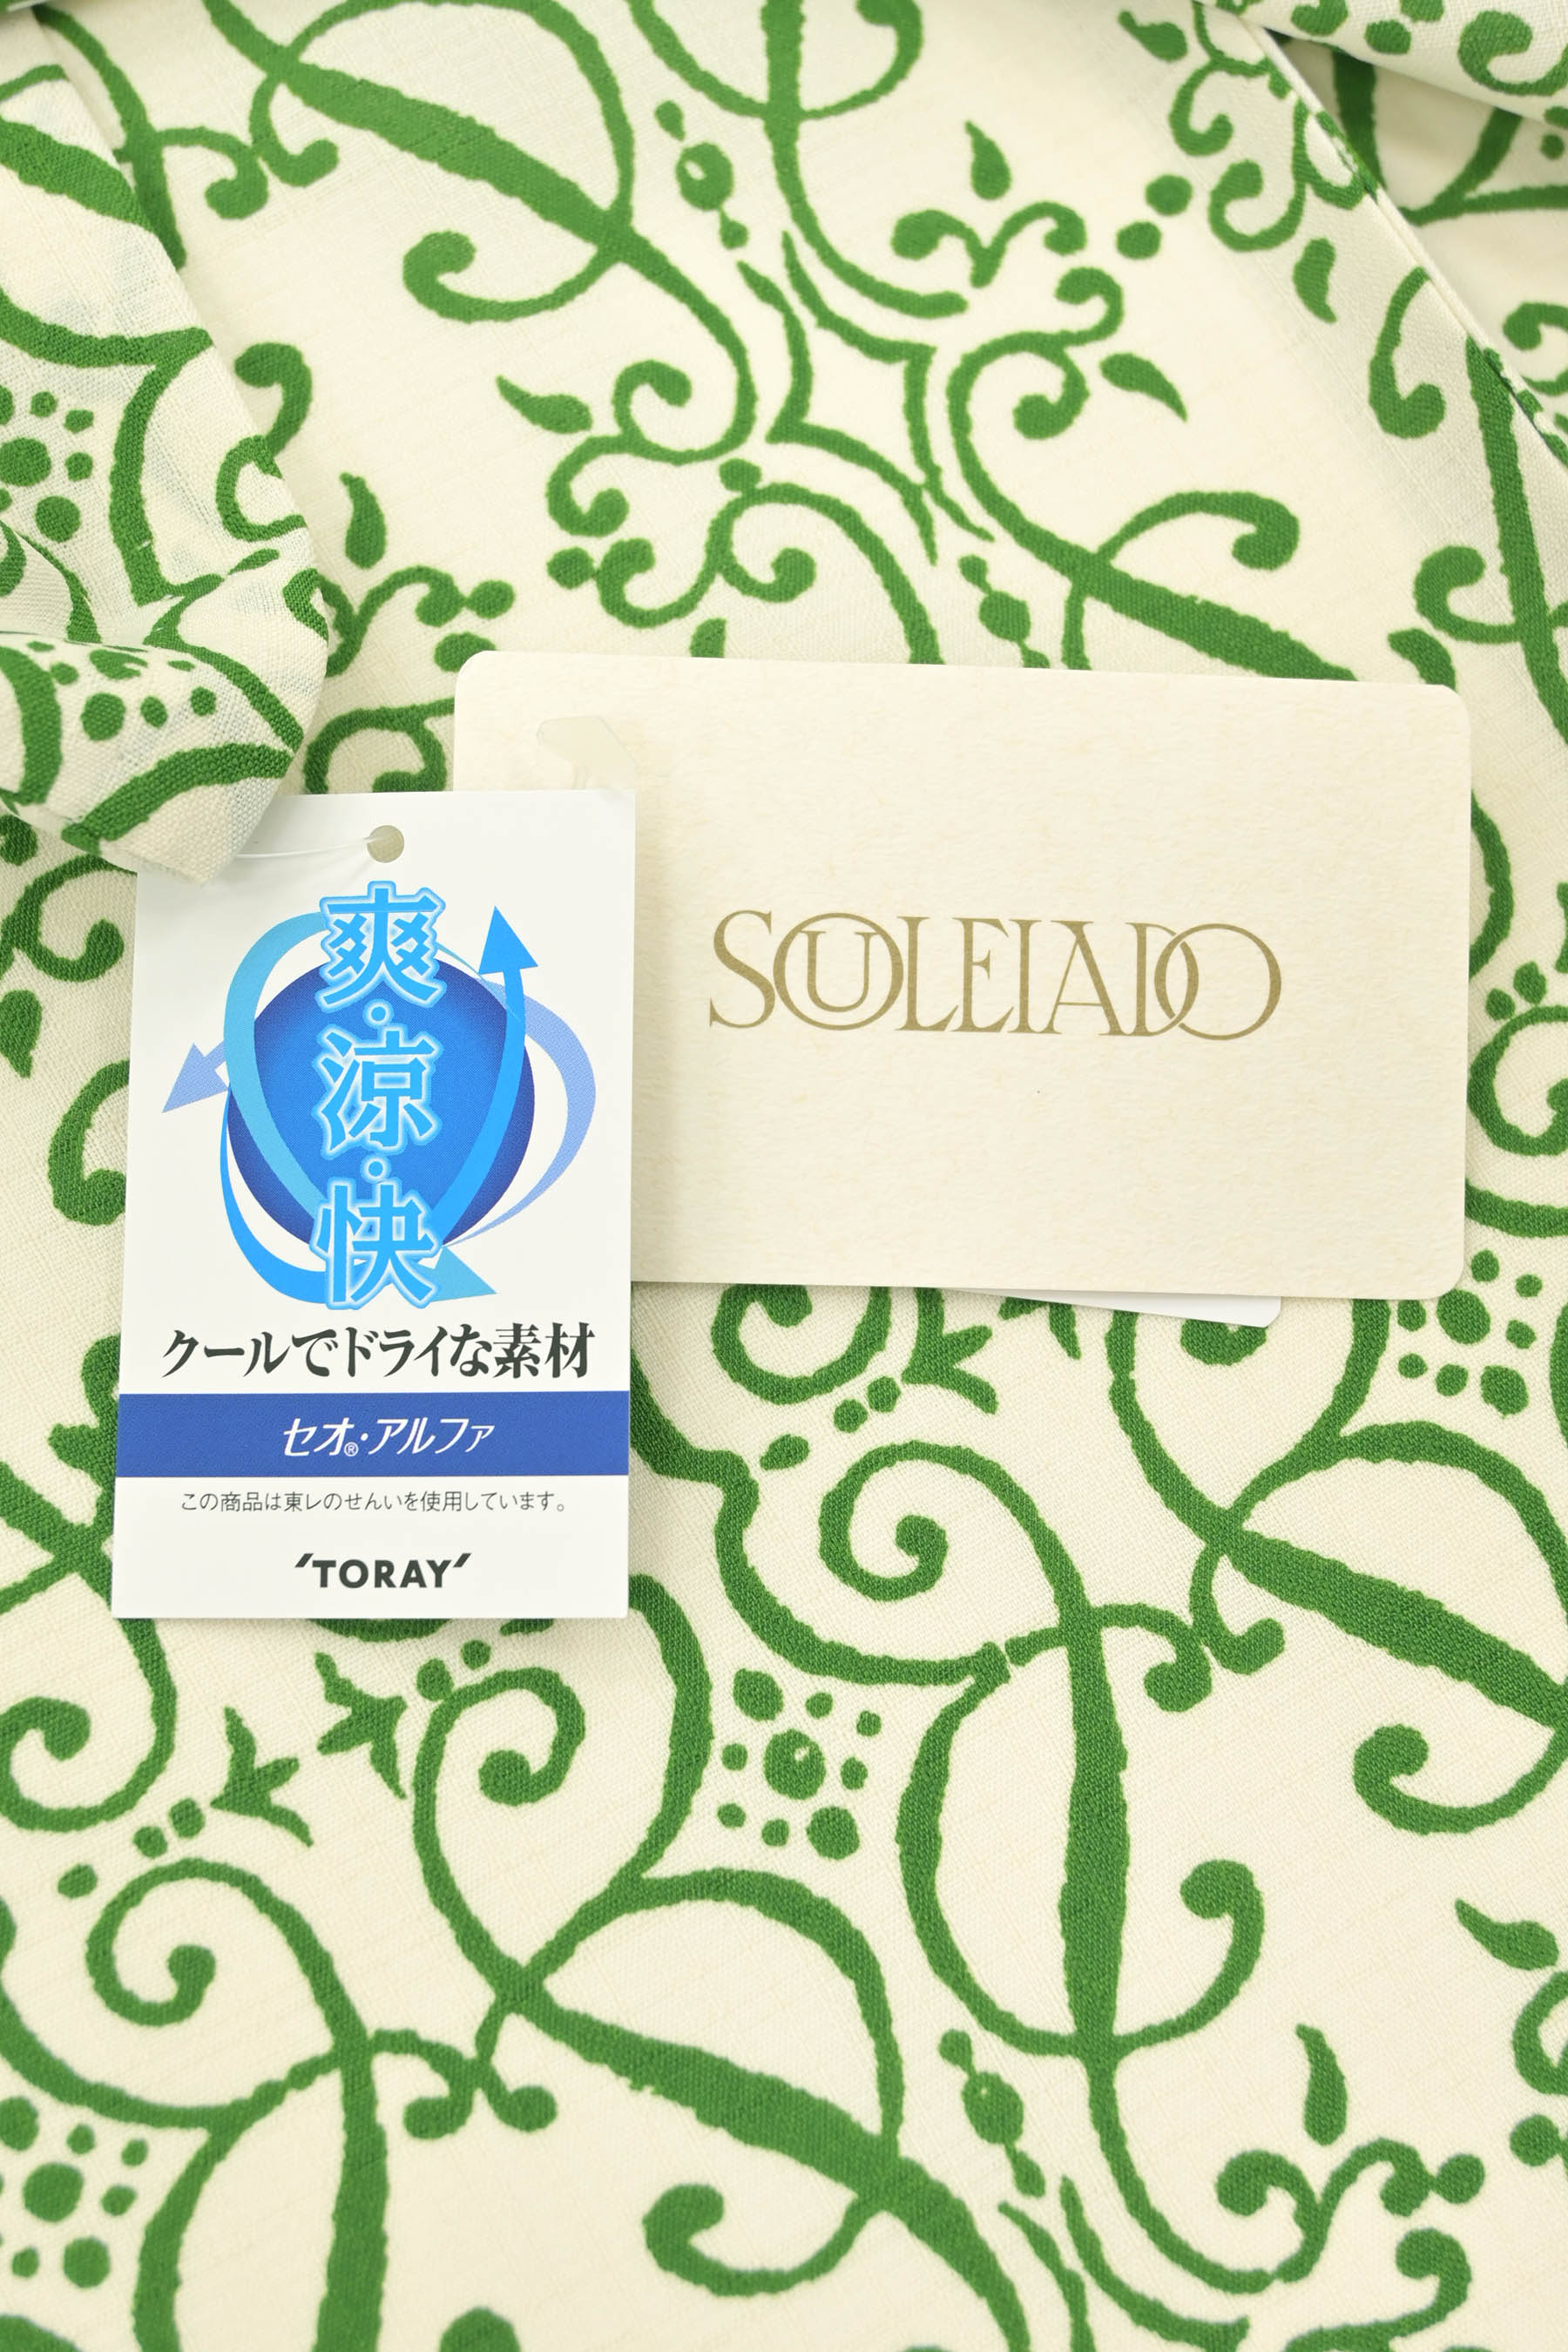 爽・涼・快
クールでドライな素材
セオ®・アルファ
この商品は東レのせんいを使用しています。
'TORAY'
SOULEIADO